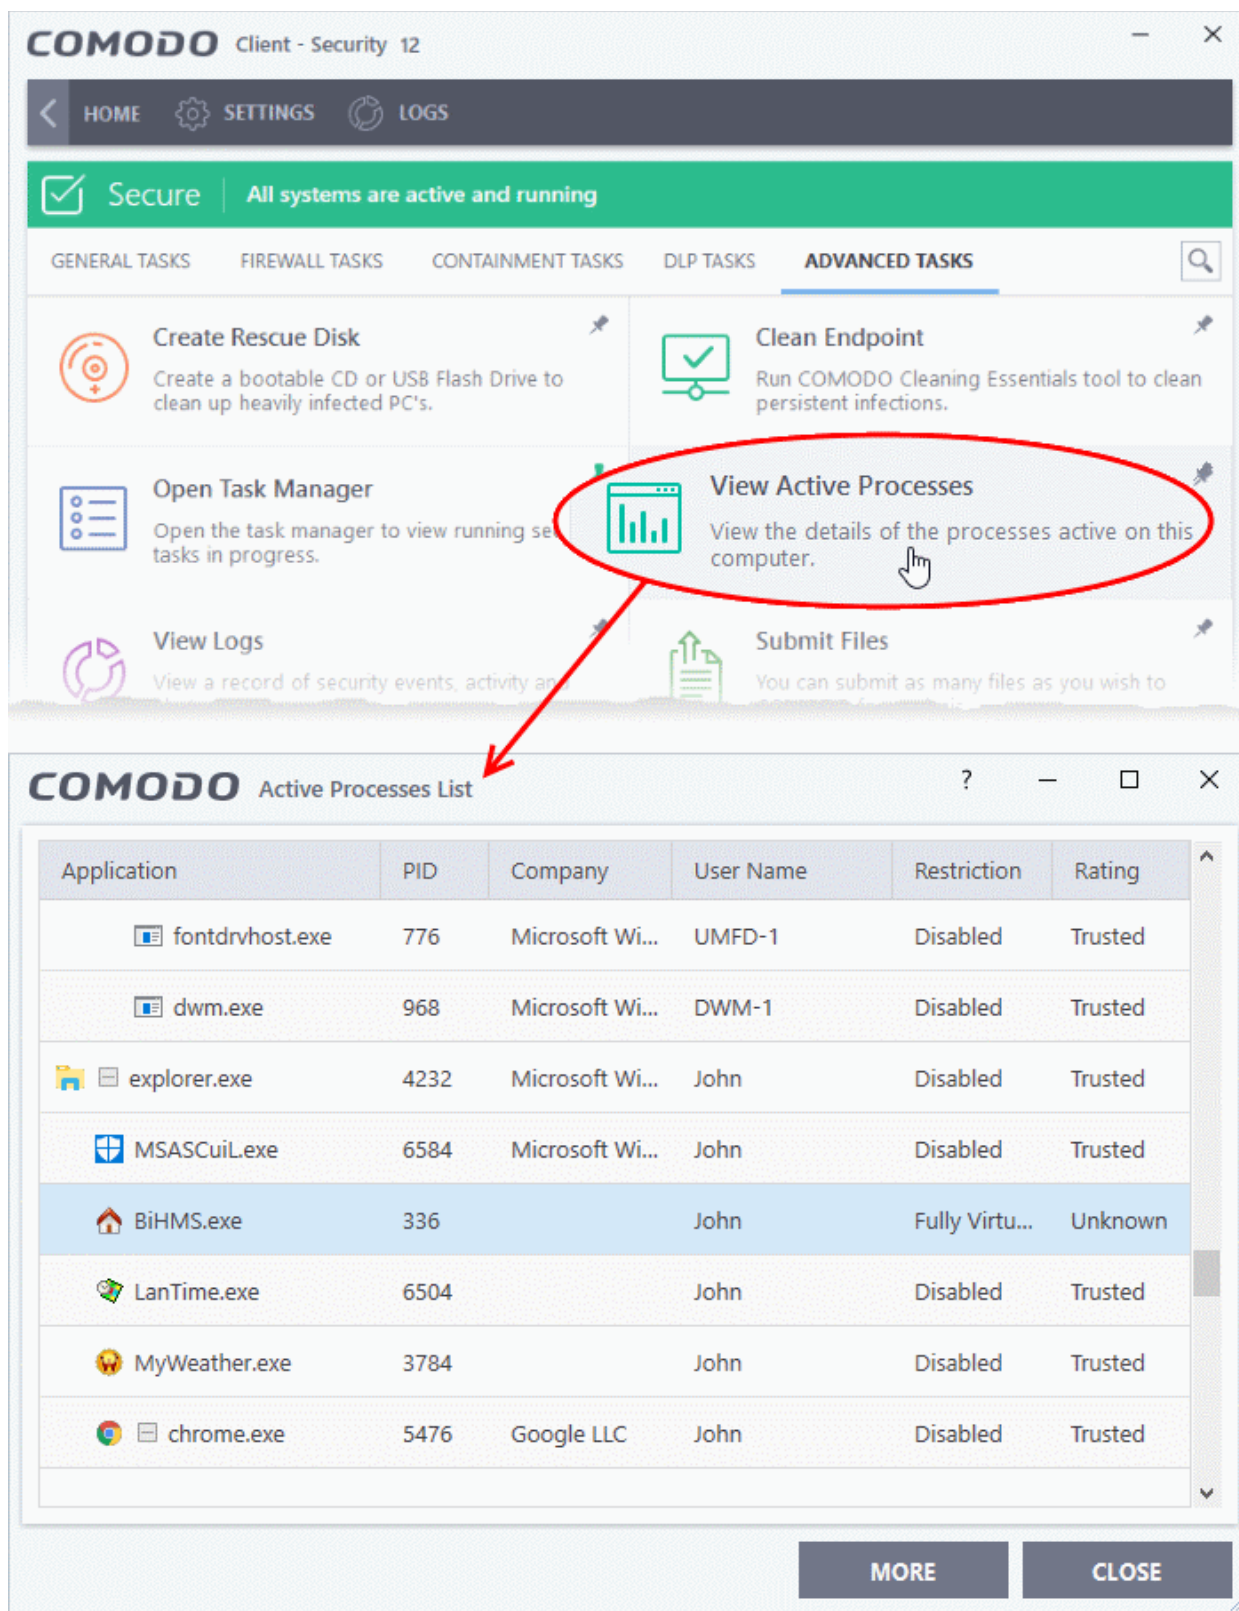 COMODO Client - Security 12
HOME SETTINGS LOGS
Secure All systems are active and running
GENERAL TASKS FIREWALL TASKS CONTAINMENT TASKS DLP TASKS ADVANCED TASKS
Create Rescue Disk
Create a bootable CD or USB Flash Drive to
clean up heavily infected PC's.
Clean Endpoint
Run COMODO Cleaning Essentials tool to clean
persistent infections.
Open Task Manager
Open the task manager to view running se
tasks in progress.
View Active Processes
View the details of the processes active on this
computer.
View Logs
View a record of security events, activity and
Submit Files
You can submit as many files as you wish to
COMODO Active Processes List ?
Application PID Company User Name Restriction Rating
fontdrvhost.exe 776 Microsoft Wi... UMFD-1 Disabled Trusted
dwm.exe 968 Microsoft Wi... DWM-1 Disabled Trusted
explorer.exe 4232 Microsoft Wi... John Disabled Trusted
MSASCuiL.exe 6584 Microsoft Wi... John Disabled Trusted
BiHMS.exe 336 John Fully Virtu... Unknown
LanTime.exe 6504 John Disabled Trusted
MyWeather.exe 3784 John Disabled Trusted
chrome.exe 5476 Google LLC John Disabled Trusted
MORE CLOSE